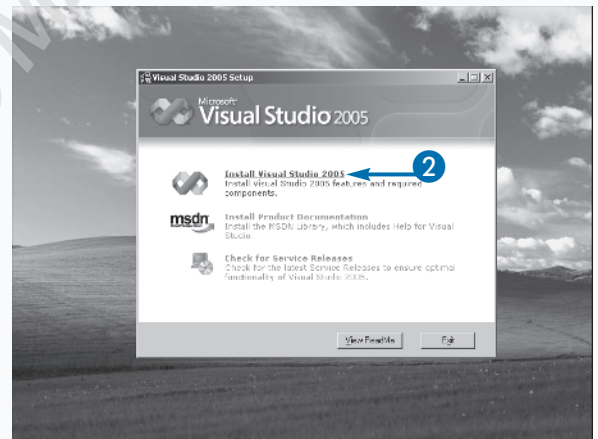 Visual Studio 2005 Setup
Microsoft
Visual Studio 2005
Install Visual Studio 2005
2
Install Visual Studio 2005 features and required
components.
msdn
Install Product Documentation
Install the MSDN Library, which includes Help for Visual
Studio.
Check for Service Releases
Check for the latest Service Releases to ensure optimal
functionality of Visual Studio 2005.
View ReadMe
Exit